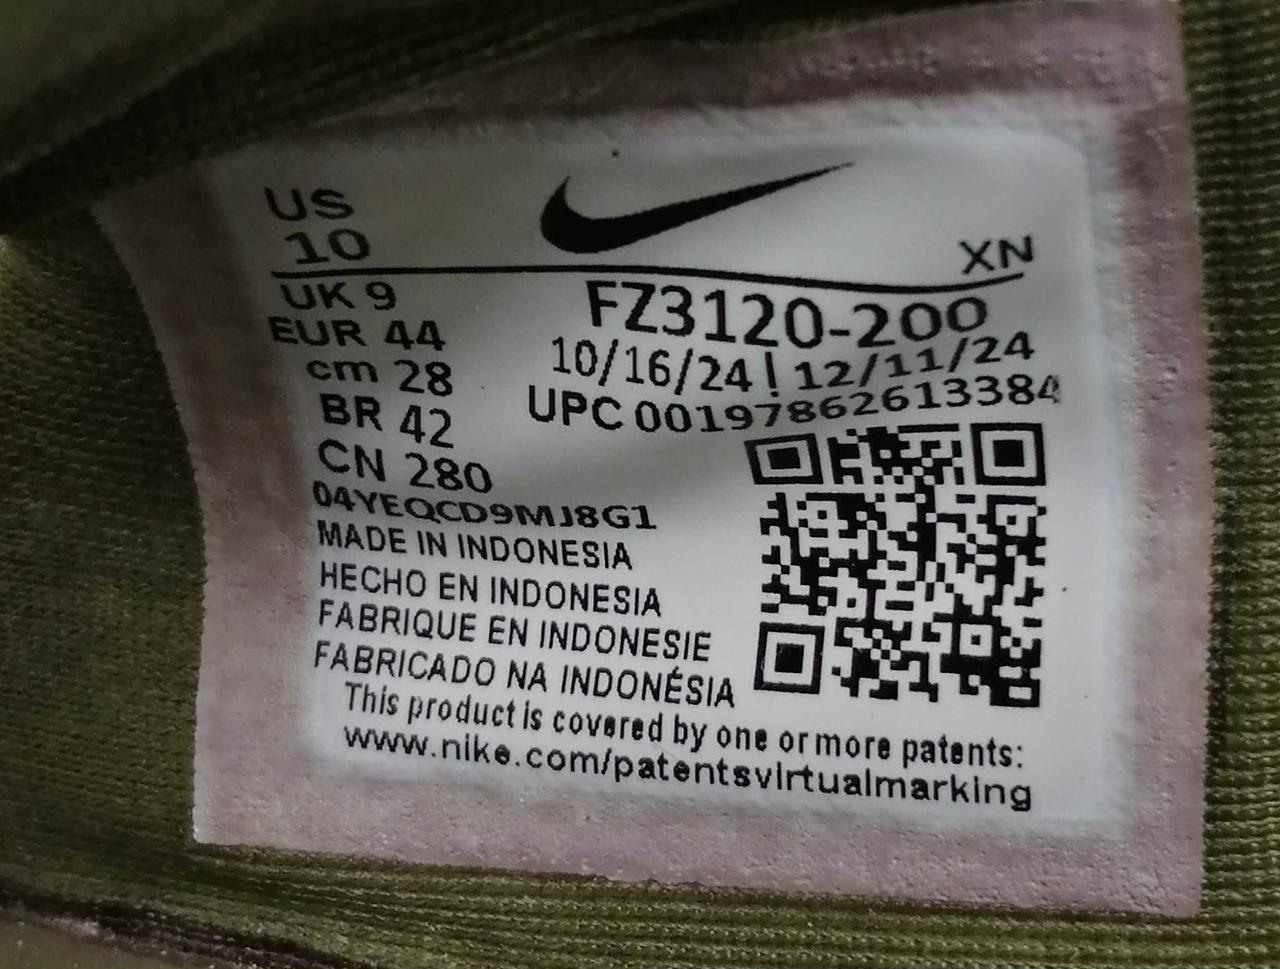 US
10
XN
UK 9
EUR 44
cm 28
BR 42
CN 280
FZ3120-200
10/16/24 | 12/11/24
UPC 00197862613384
04YEQCD9MJ8G1
MADE IN INDONESIA
HECHO EN INDONESIA
FABRIQUE EN INDONESIE
FABRICADO NA INDONÉSIA
This product is covered by one or more patents:
www.nike.com/patentsvirtualmarking